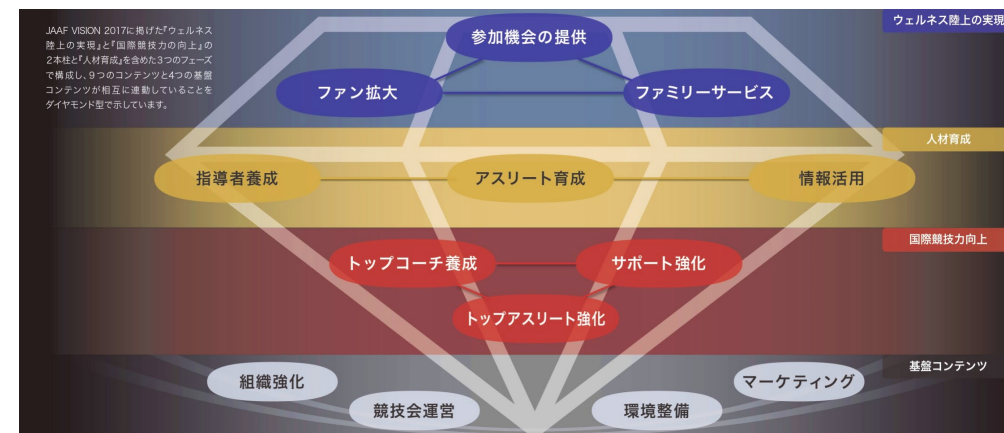 JAAF VISION 2017に掲げた『ウェルネス
陸上の実現』と『国際競技力の向上』の
2本柱と『人材育成』を含めた3つのフェーズ
で構成し、9つのコンテンツと4つの基盤
コンテンツが相互に連動していることを
ダイヤモンド型で示しています。
ウェルネス陸上の実現
参加機会の提供
ファン拡大
ファミリーサービス
人材育成
指導者養成
アスリート育成
情報活用
国際競技力向上
トップコーチ養成
サポート強化
トップアスリート強化
基盤コンテンツ
組織強化
競技会運営
環境整備
マーケティング